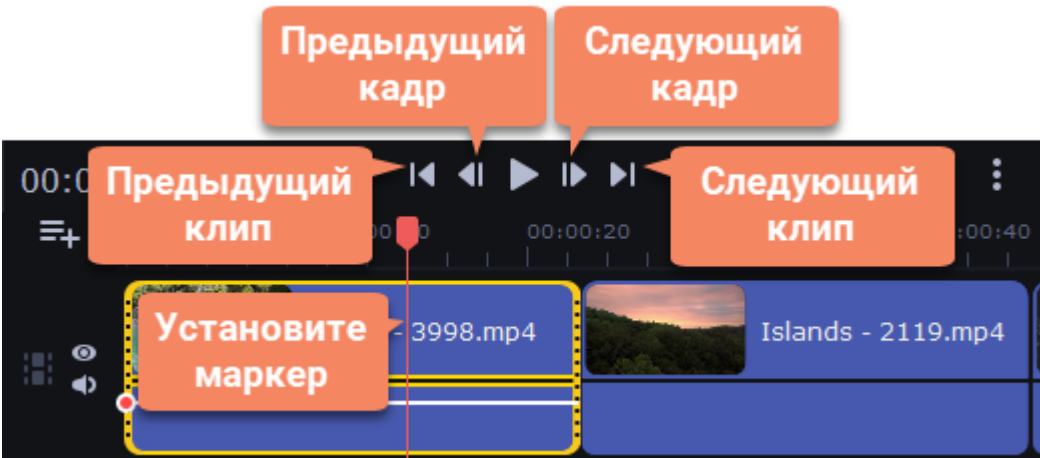 Предыдущий
кадр
Следующий
кадр
00:0
Предыдущий
клип
Следующий
клип
00:00:20
:00:40
Установите
маркер
- 3998.mp4
Islands - 2119.mp4